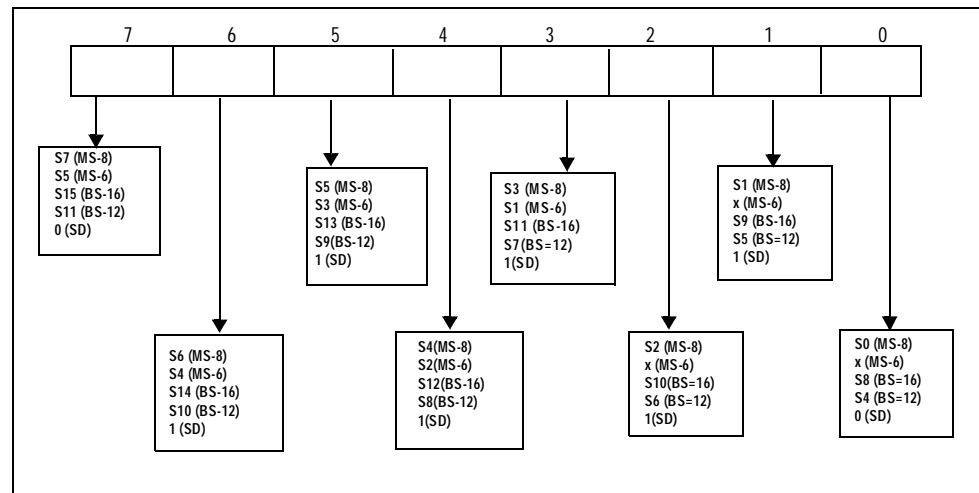 7 6 5 4 3 2 1 0
S7 (MS-8)
S5 (MS-6)
S15 (BS-16)
S11 (BS-12)
0 (SD)
S6 (MS-8)
S4 (MS-6)
S14 (BS-16)
S10 (BS-12)
1 (SD)
S5 (MS-8)
S3 (MS-6)
S13 (BS-16)
S9(BS-12)
1 (SD)
S4(MS-8)
S2(MS-6)
S12(BS-16)
S8(BS-12)
1(SD)
S3 (MS-8)
S1 (MS-6)
S11 (BS-16)
S7 (BS=12)
1(SD)
S2 (MS-8)
x (MS-6)
S10(BS=16)
S6 (BS=12)
1(SD)
S1 (MS-8)
x (MS-6)
S9 (BS-16)
S5 (BS=12)
1 (SD)
S0 (MS-8)
x (MS-6)
S8 (BS=16)
S4 (BS=12)
0 (SD)